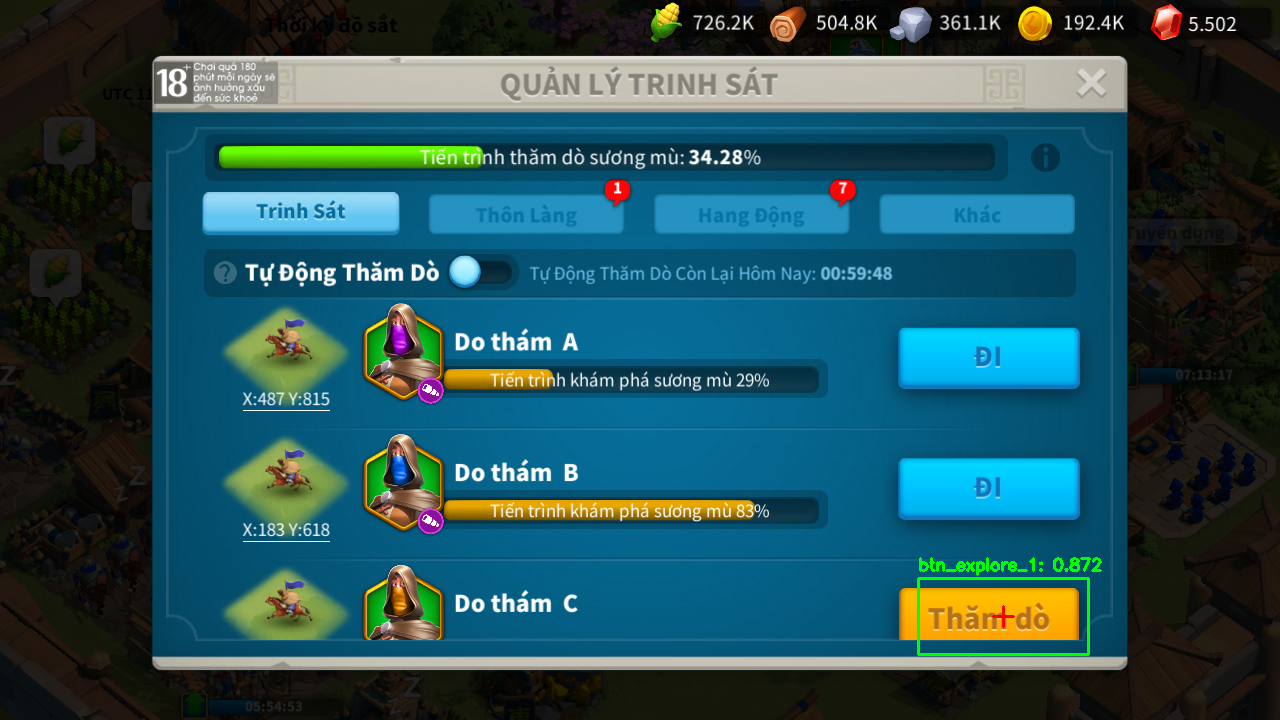 Thời kỳ dồ sắt
726.2K
504.8K
361.1K
192.4K
5.502
18+
Chơi quá 180
phút mỗi ngày sẽ
ảnh hưởng xấu
đến sức khoẻ
QUẢN LÝ TRINH SÁT
Tiến trình thăm dò sương mù: 34.28%
Trinh Sát
Thôn Làng
1
Hang Động
7
Khác
Tuyển dụng
Tự Động Thăm Dò
Tự Động Thăm Dò Còn Lại Hôm Nay: 00:59:48
Do thám A
Tiến trình khám phá sương mù 29%
X:487 Y:815
ĐI
07:13:17
Do thám B
Tiến trình khám phá sương mù 83%
X:183 Y:618
ĐI
btn_explore_1: 0.872
Do thám C
Thăm dò
05:54:53